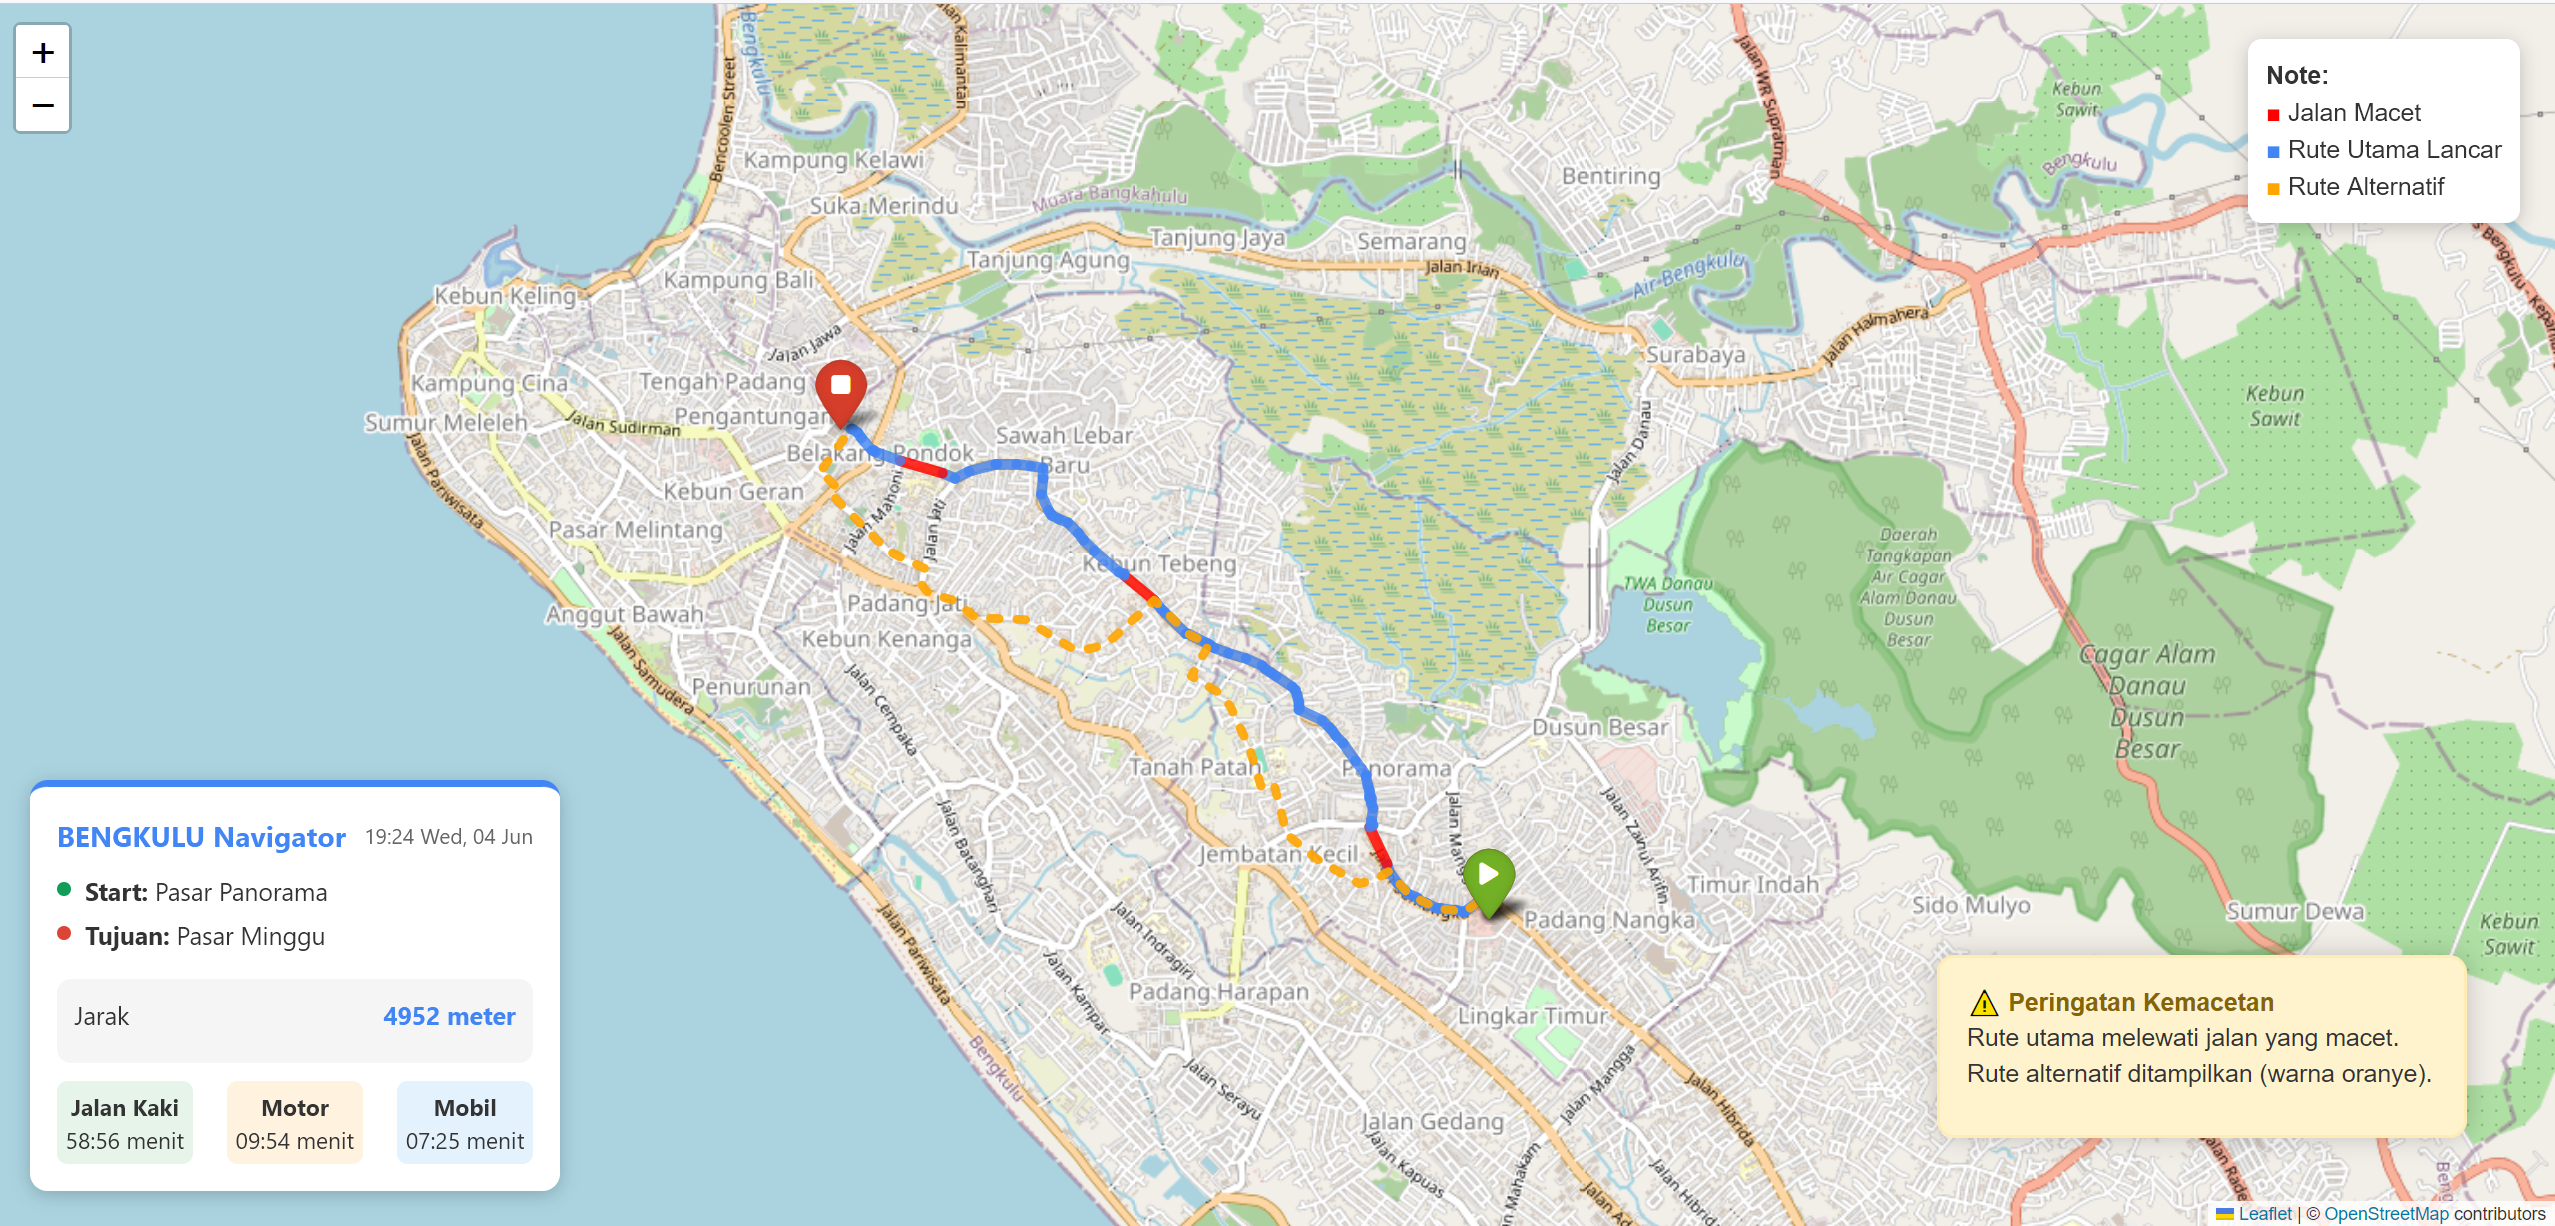 +
−
Note:
Jalan Macet
Rute Utama Lancar
Rute Alternatif
Bengkulu
Bencoolen Street
Kalimantan
Kampung Kelawi
Suka Merindu
Muara Bangkahulu
Tanjung Agung
Tanjung Jaya
Semarang
Jalan Irian
Bentiring
Jalan WR Supratman
Kebun
Sawit
Bengkulu
Air Bengkulu
Jalan Halmahera
Surabaya
Kebun Keling
Kampung Bali
Jalan Jawa
Kampung Cina
Tengah Padang
Sumur Meleleh
Jalan Sudirman
Pengantungan
Belakang Pondok
Sawah Lebar
Baru
Kebun Geran
Jalan Mahoni
Jalan Jati
Jalan Danau
Kebun
Sawit
Jalan Pariwisata
Pasar Melintang
Kebun Tebeng
Daerah
Tangkapan
Air Cagar
Alam Danau
Dusun
Besar
TWA Danau
Dusun
Besar
Anggut Bawah
Padang Jati
Kebun Kenanga
Jalan Samudera
Penurunan
Jalan Cempaka
Cagar Alam
Danau
Dusun
Besar
Dusun Besar
Tanah Patah
Panorama
Jalan Batanghari
Jembatan Kecil
Jalan Zainul Arifin
Timur Indah
Sido Mulyo
Sumur Dewa
Padang Nangka
Kebun
Sawit
Jalan Pariwisata
Jalan Indragiri
Jalan Kampar
Padang Harapan
Lingkar Timur
Bengkulu
Jalan Serayu
Jalan Mangga
Jalan Hibrida
Jalan Gedang
Jalan Kapuas
BENGKULU Navigator 19:24 Wed, 04 Jun
Start: Pasar Panorama
Tujuan: Pasar Minggu
Jarak 4952 meter
Jalan Kaki Motor Mobil
58:56 menit 09:54 menit 07:25 menit
⚠ Peringatan Kemacetan
Rute utama melewati jalan yang macet.
Rute alternatif ditampilkan (warna oranye).
Leaflet | © OpenStreetMap contributors